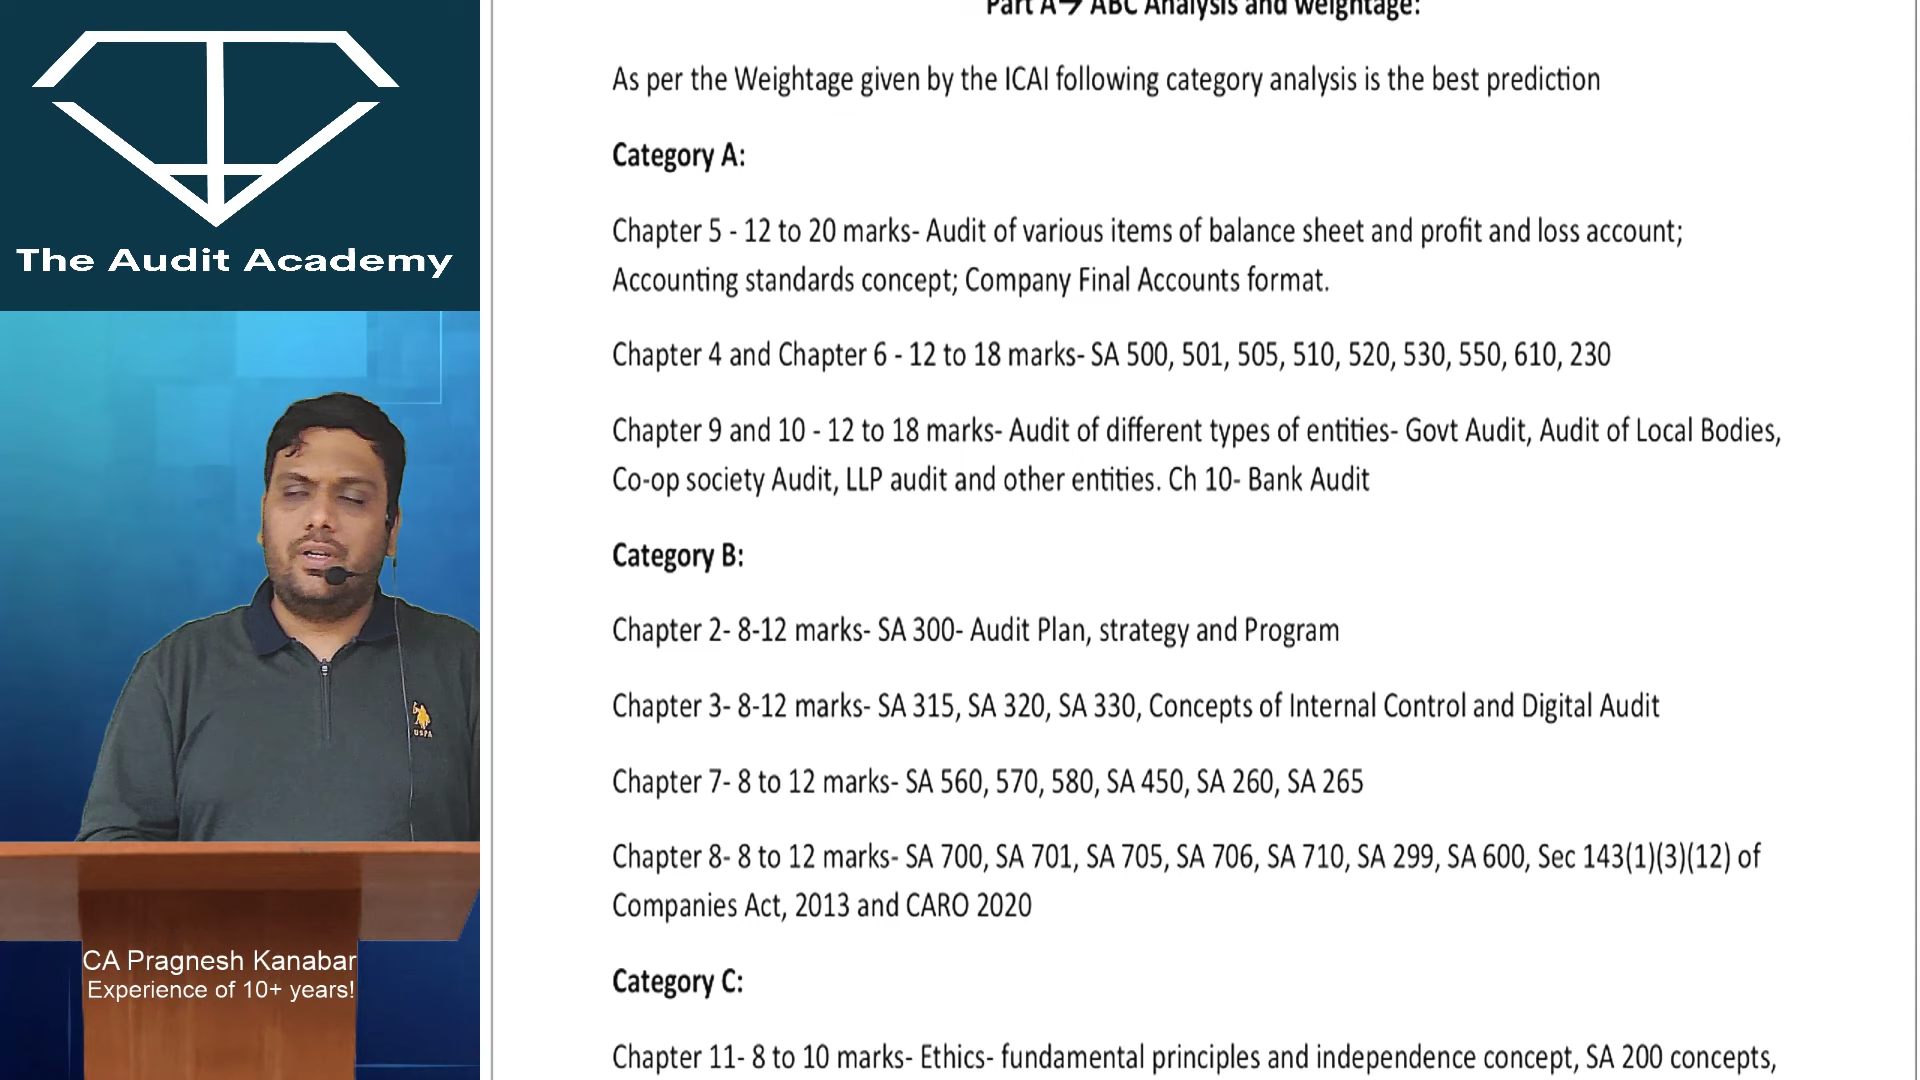 The Audit Academy
CA Pragnesh Kanabar
Experience of 10+ years!
USPA
Part A→ ABC Analysis and weightage:
As per the Weightage given by the ICAI following category analysis is the best prediction
Category A:
Chapter 5 - 12 to 20 marks- Audit of various items of balance sheet and profit and loss account;
Accounting standards concept; Company Final Accounts format.
Chapter 4 and Chapter 6 - 12 to 18 marks- SA 500, 501, 505, 510, 520, 530, 550, 610, 230
Chapter 9 and 10 - 12 to 18 marks- Audit of different types of entities- Govt Audit, Audit of Local Bodies,
Co-op society Audit, LLP audit and other entities. Ch 10- Bank Audit
Category B:
Chapter 2- 8-12 marks- SA 300- Audit Plan, strategy and Program
Chapter 3- 8-12 marks- SA 315, SA 320, SA 330, Concepts of Internal Control and Digital Audit
Chapter 7- 8 to 12 marks- SA 560, 570, 580, SA 450, SA 260, SA 265
Chapter 8- 8 to 12 marks- SA 700, SA 701, SA 705, SA 706, SA 710, SA 299, SA 600, Sec 143(1)(3)(12) of
Companies Act, 2013 and CARO 2020
Category C:
Chapter 11- 8 to 10 marks- Ethics- fundamental principles and independence concept, SA 200 concepts,